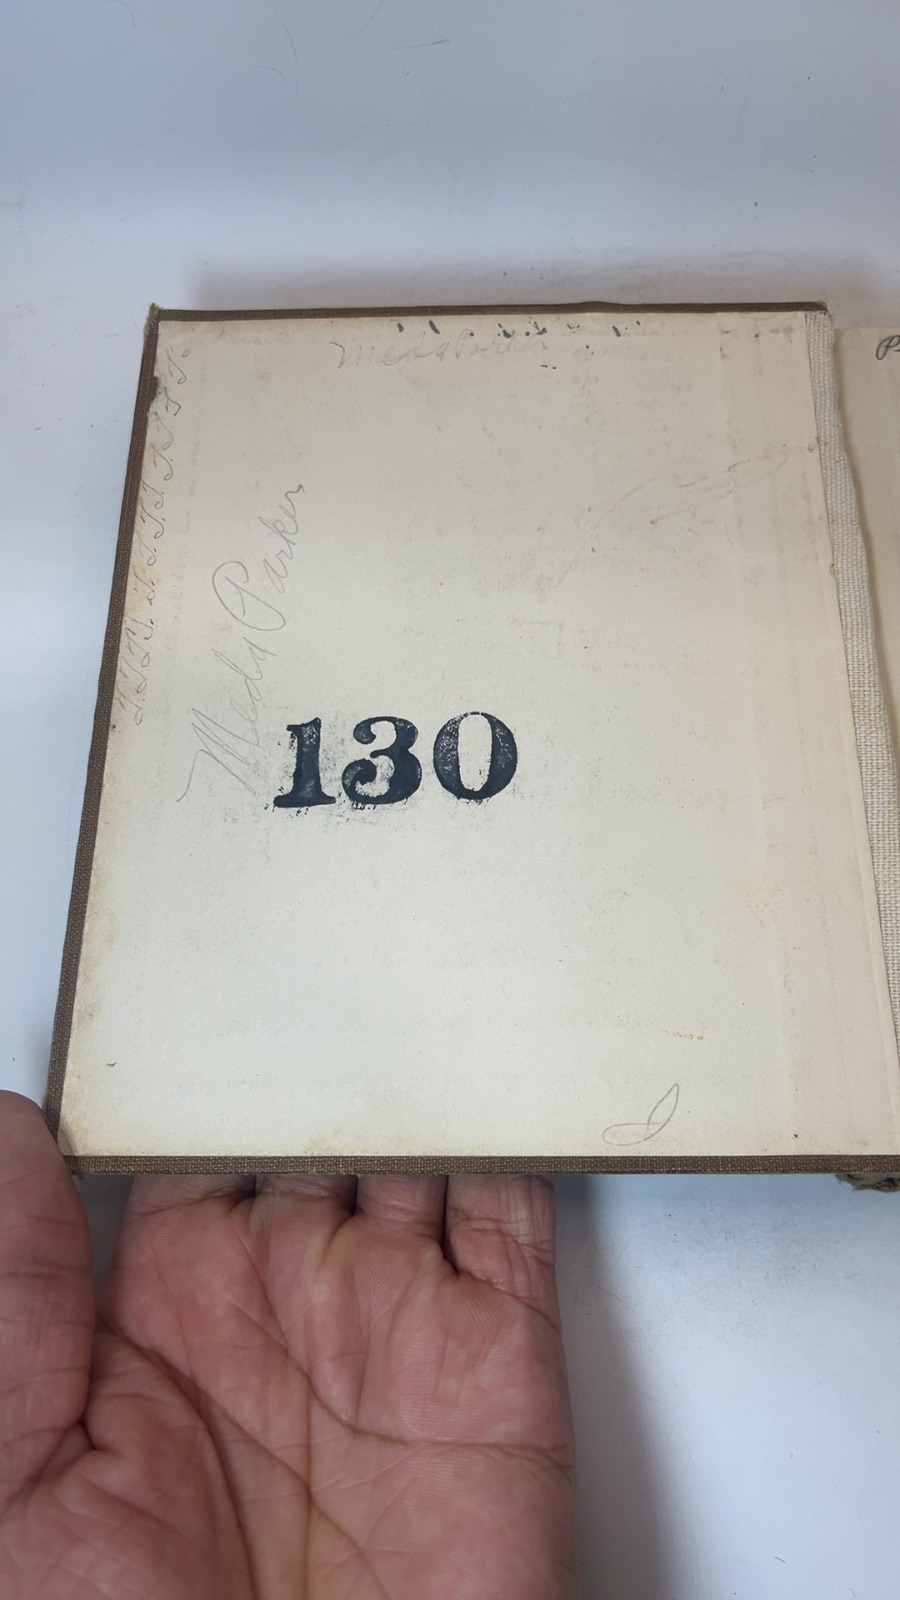 Meda Parker
J. J. J. J. J. J. J. J. J. J.
Meda Parker
130
P